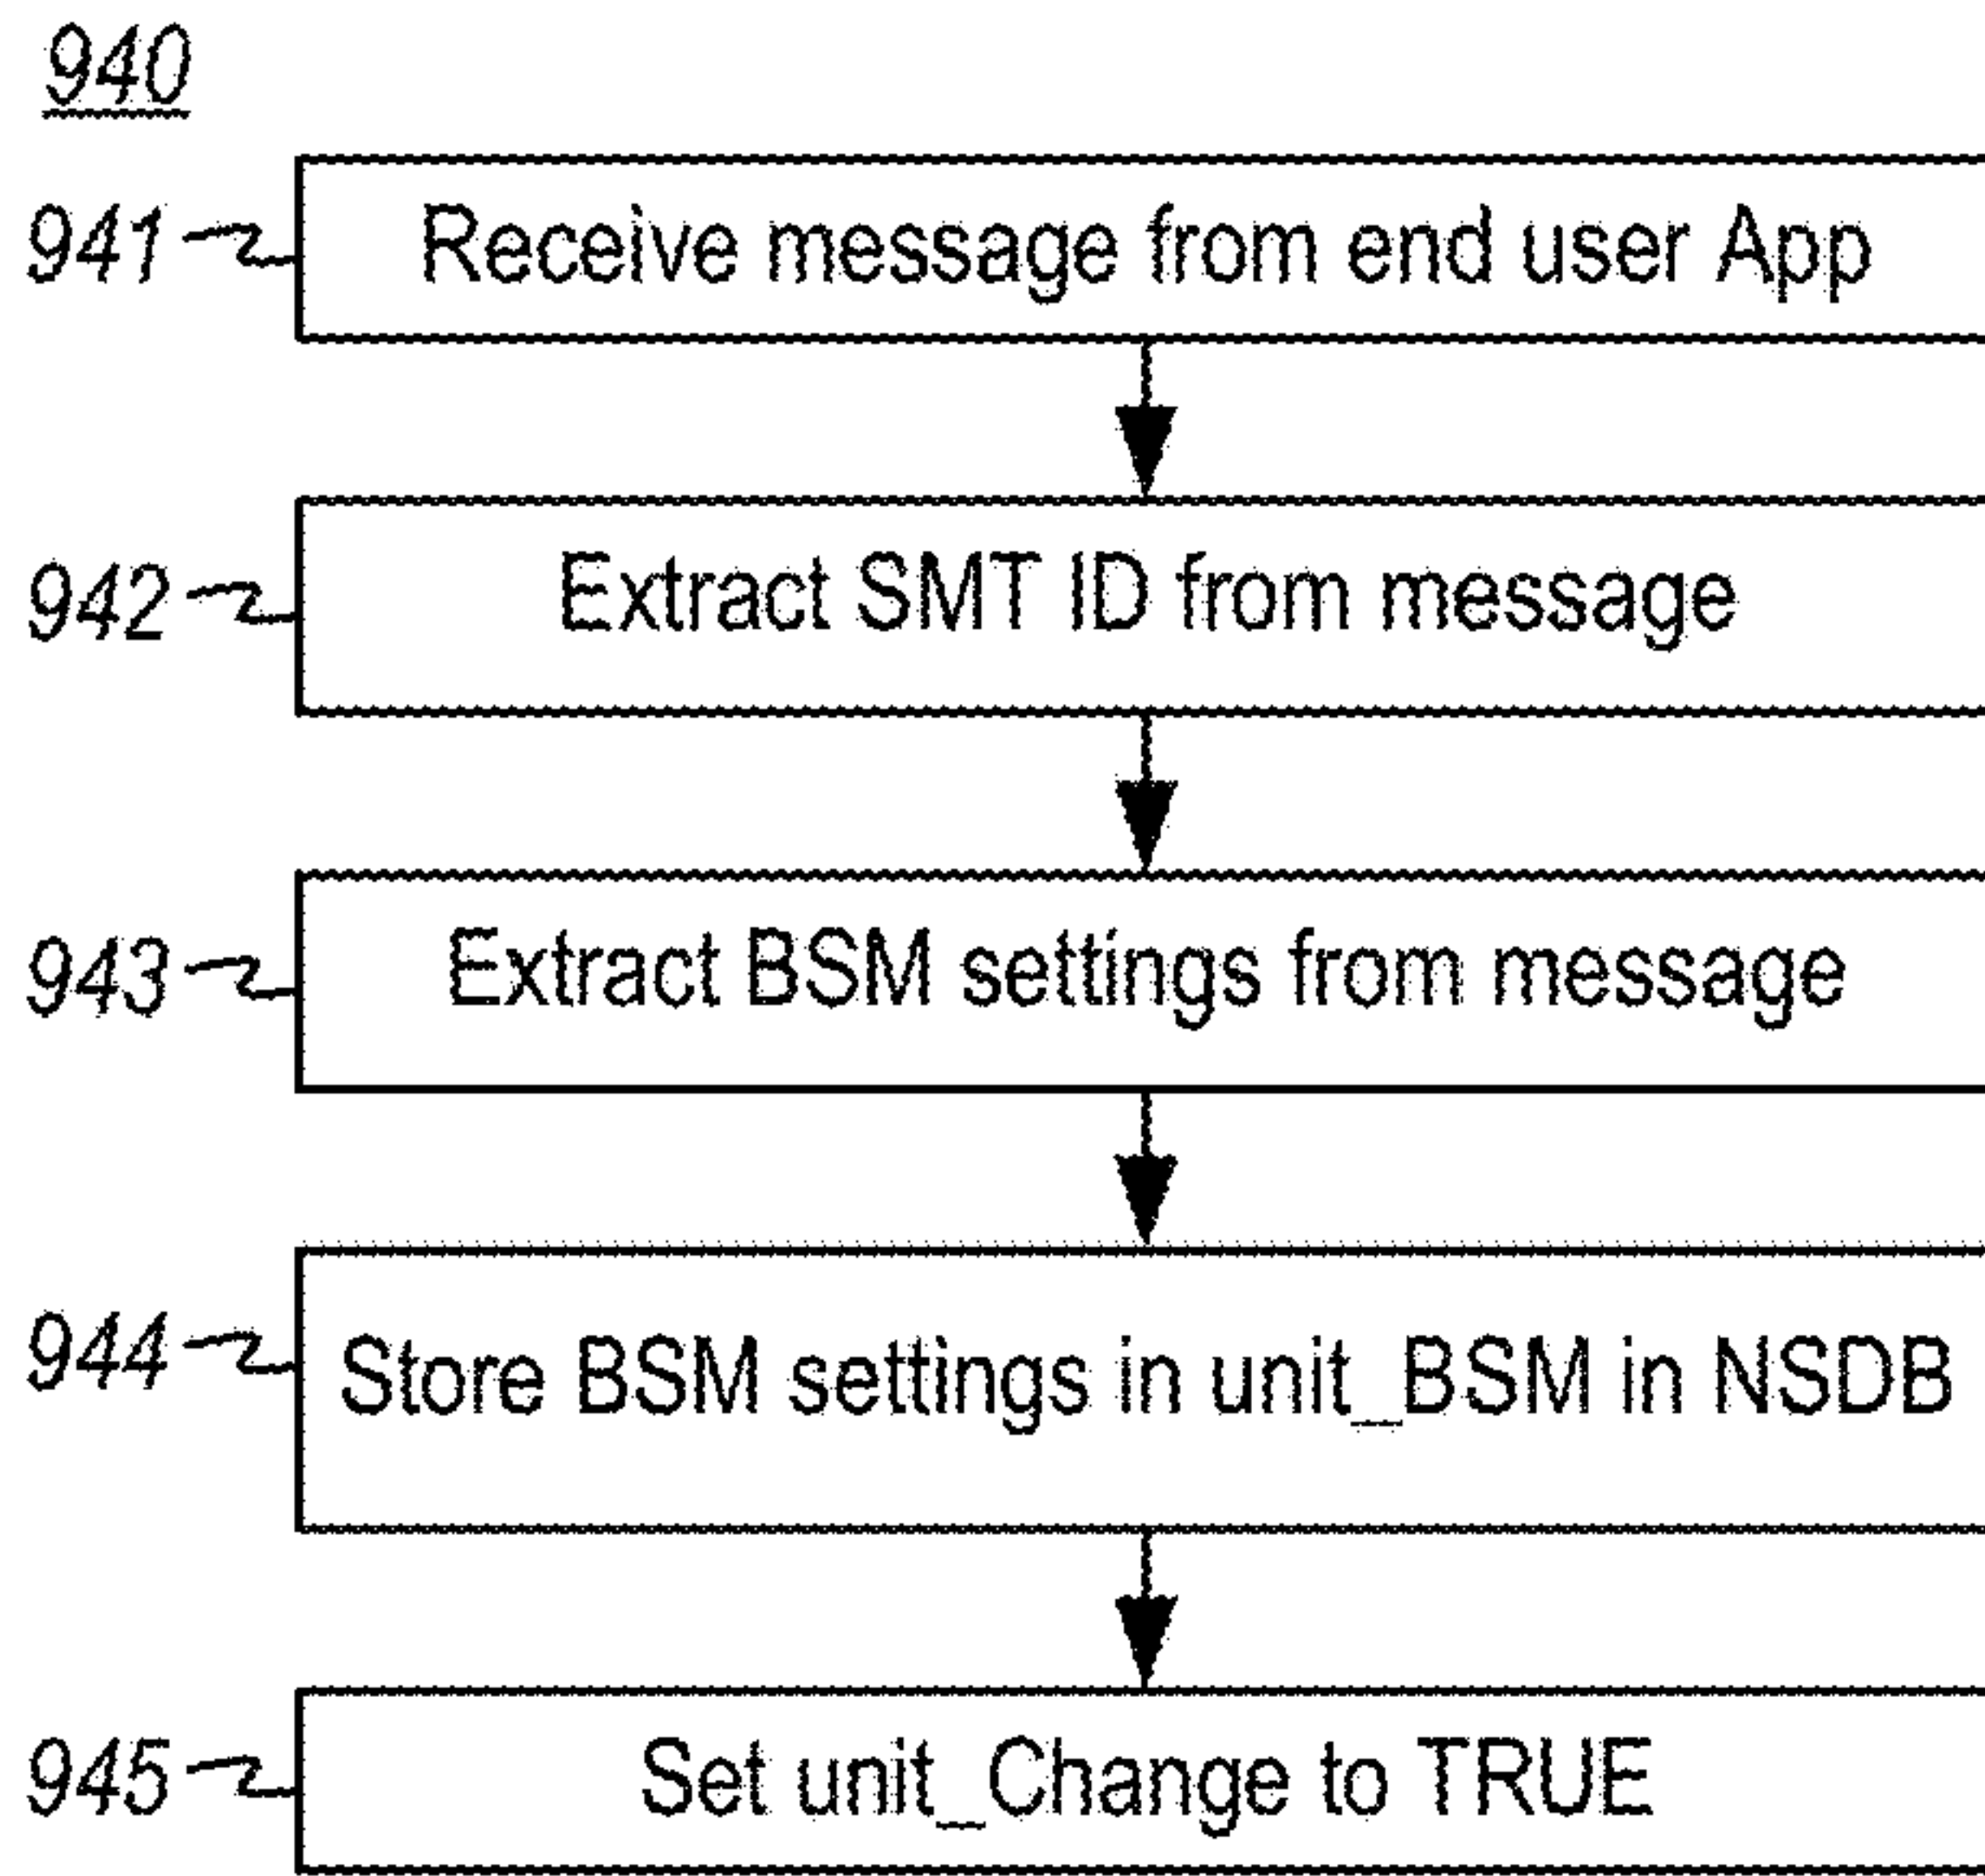 940
941 Receive message from end user App
942 Extract SMT ID from message
943 Extract BSM settings from message
944 Store BSM settings in unit_BSM in NSDB
945 Set unit_Change to TRUE